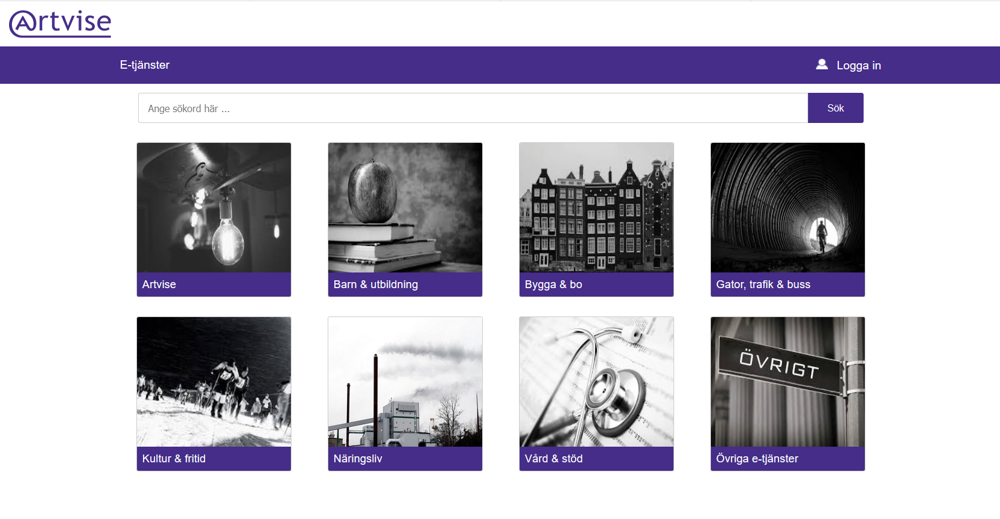 Artvise
E-tjänster
Logga in
Ange sökord här ...
Sök
Artvise
Barn & utbildning
Bygga & bo
Gator, trafik & buss
ÖVRIGT
Kultur & fritid
Näringsliv
Vård & stöd
Övriga e-tjänster